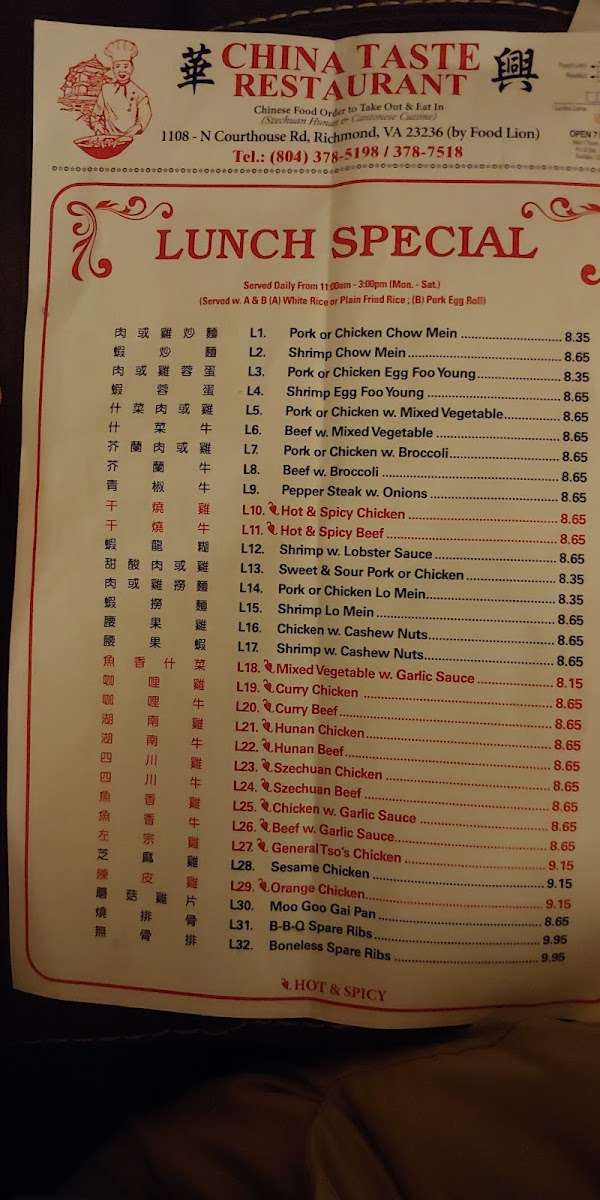 華 CHINA TASTE 興
RESTAURANT
Chinese Food Order to Take Out & Eat In
(Szechuan Hunan & Cantonese Cuisine)
1108 - N Courthouse Rd, Richmond, VA 23236 (by Food Lion)
Tel.: (804) 378-5198 / 378-7518
OPEN 7
LUNCH SPECIAL
Served Daily From 11:00am - 3:00pm (Mon. - Sat.)
(Served w. A & B (A) White Rice or Plain Fried Rice ; (B) Pork Egg Roll)
肉或雞炒麵 L1. Pork or Chicken Chow Mein 8.35
蝦炒麵 L2. Shrimp Chow Mein 8.65
肉或雞蓉蛋 L3. Pork or Chicken Egg Foo Young 8.35
蝦蓉蛋 L4. Shrimp Egg Foo Young 8.65
什菜肉或雞 L5. Pork or Chicken w. Mixed Vegetable 8.65
什菜牛 L6. Beef w. Mixed Vegetable 8.65
芥蘭肉或雞 L7. Pork or Chicken w. Broccoli 8.65
芥蘭牛 L8. Beef w. Broccoli 8.65
青椒牛 L9. Pepper Steak w. Onions 8.65
干燒雞 L10. Hot & Spicy Chicken 8.65
干燒牛 L11. Hot & Spicy Beef 8.65
蝦龍糊 L12. Shrimp w. Lobster Sauce 8.65
甜酸肉或雞 L13. Sweet & Sour Pork or Chicken 8.35
肉或雞撈麵 L14. Pork or Chicken Lo Mein 8.35
蝦撈麵 L15. Shrimp Lo Mein 8.65
腰果雞 L16. Chicken w. Cashew Nuts 8.65
腰果蝦 L17. Shrimp w. Cashew Nuts 8.65
魚香什菜 L18. Mixed Vegetable w. Garlic Sauce 8.15
咖哩雞 L19. Curry Chicken 8.65
咖哩牛 L20. Curry Beef 8.65
湖南雞 L21. Hunan Chicken 8.65
湖南牛 L22. Hunan Beef 8.65
四川雞 L23. Szechuan Chicken 8.65
四川牛 L24. Szechuan Beef 8.65
魚香雞 L25. Chicken w. Garlic Sauce 8.65
魚香牛 L26. Beef w. Garlic Sauce 8.65
左宗雞 L27. General Tso's Chicken 9.15
芝麻雞 L28. Sesame Chicken 9.15
陳皮雞 L29. Orange Chicken 9.15
蘑菇雞片 L30. Moo Goo Gai Pan 8.65
燒排骨 L31. B-B-Q Spare Ribs 9.95
無骨排 L32. Boneless Spare Ribs 9.95
HOT & SPICY